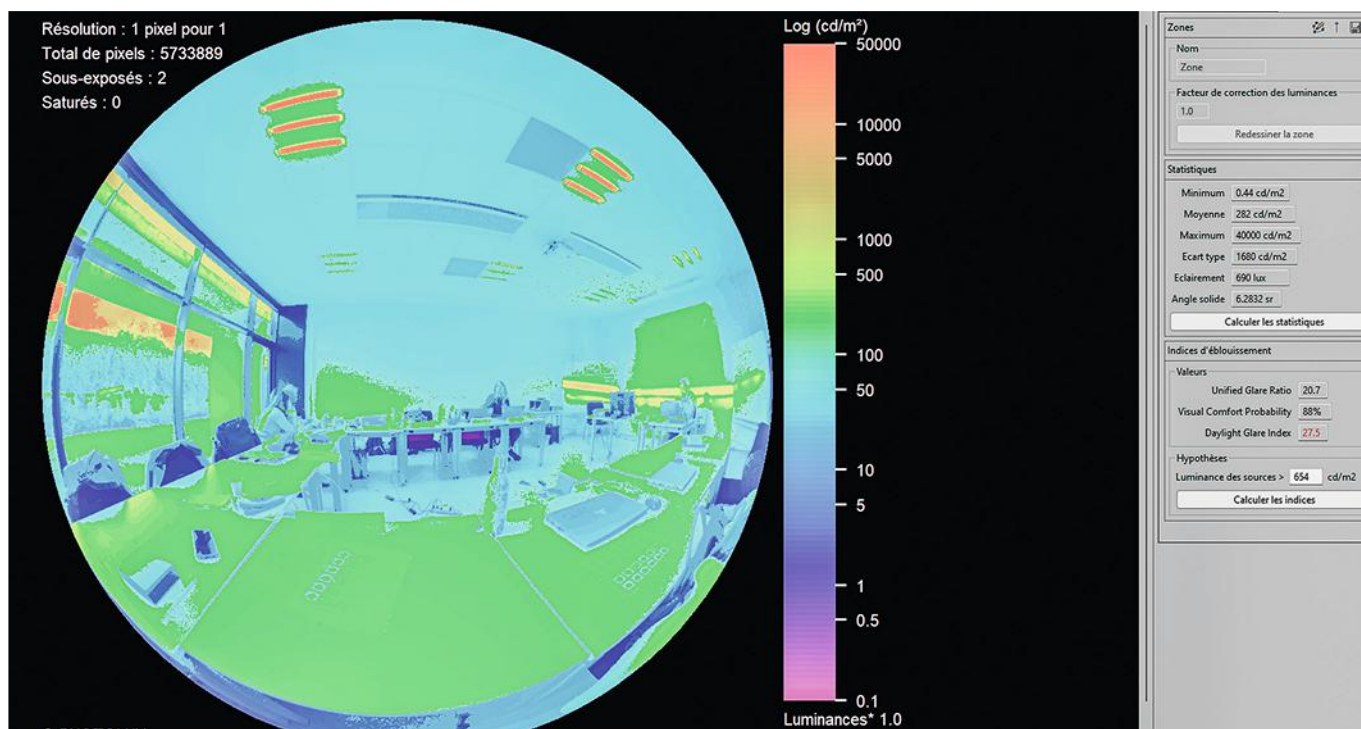 Résolution : 1 pixel pour 1
Total de pixels : 5733889
Sous-exposés : 2
Saturés : 0
Log (cd/m²)
50000
10000
5000
1000
500
100
50
10
5
1
0.5
0.1
Luminances* 1.0
Zones
Nom
Zone
Facteur de correction des luminances
1.0
Redessiner la zone
Statistiques
Minimum 0.44 cd/m2
Moyenne 282 cd/m2
Maximum 40000 cd/m2
Ecart type 1680 cd/m2
Eclairement 690 lux
Angle solide 6.2832 sr
Calculer les statistiques
Indices d'éblouissement
Valeurs
Unified Glare Ratio 20.7
Visual Comfort Probability 88%
Daylight Glare Index 27.5
Hypothèses
Luminance des sources > 654 cd/m2
Calculer les indices